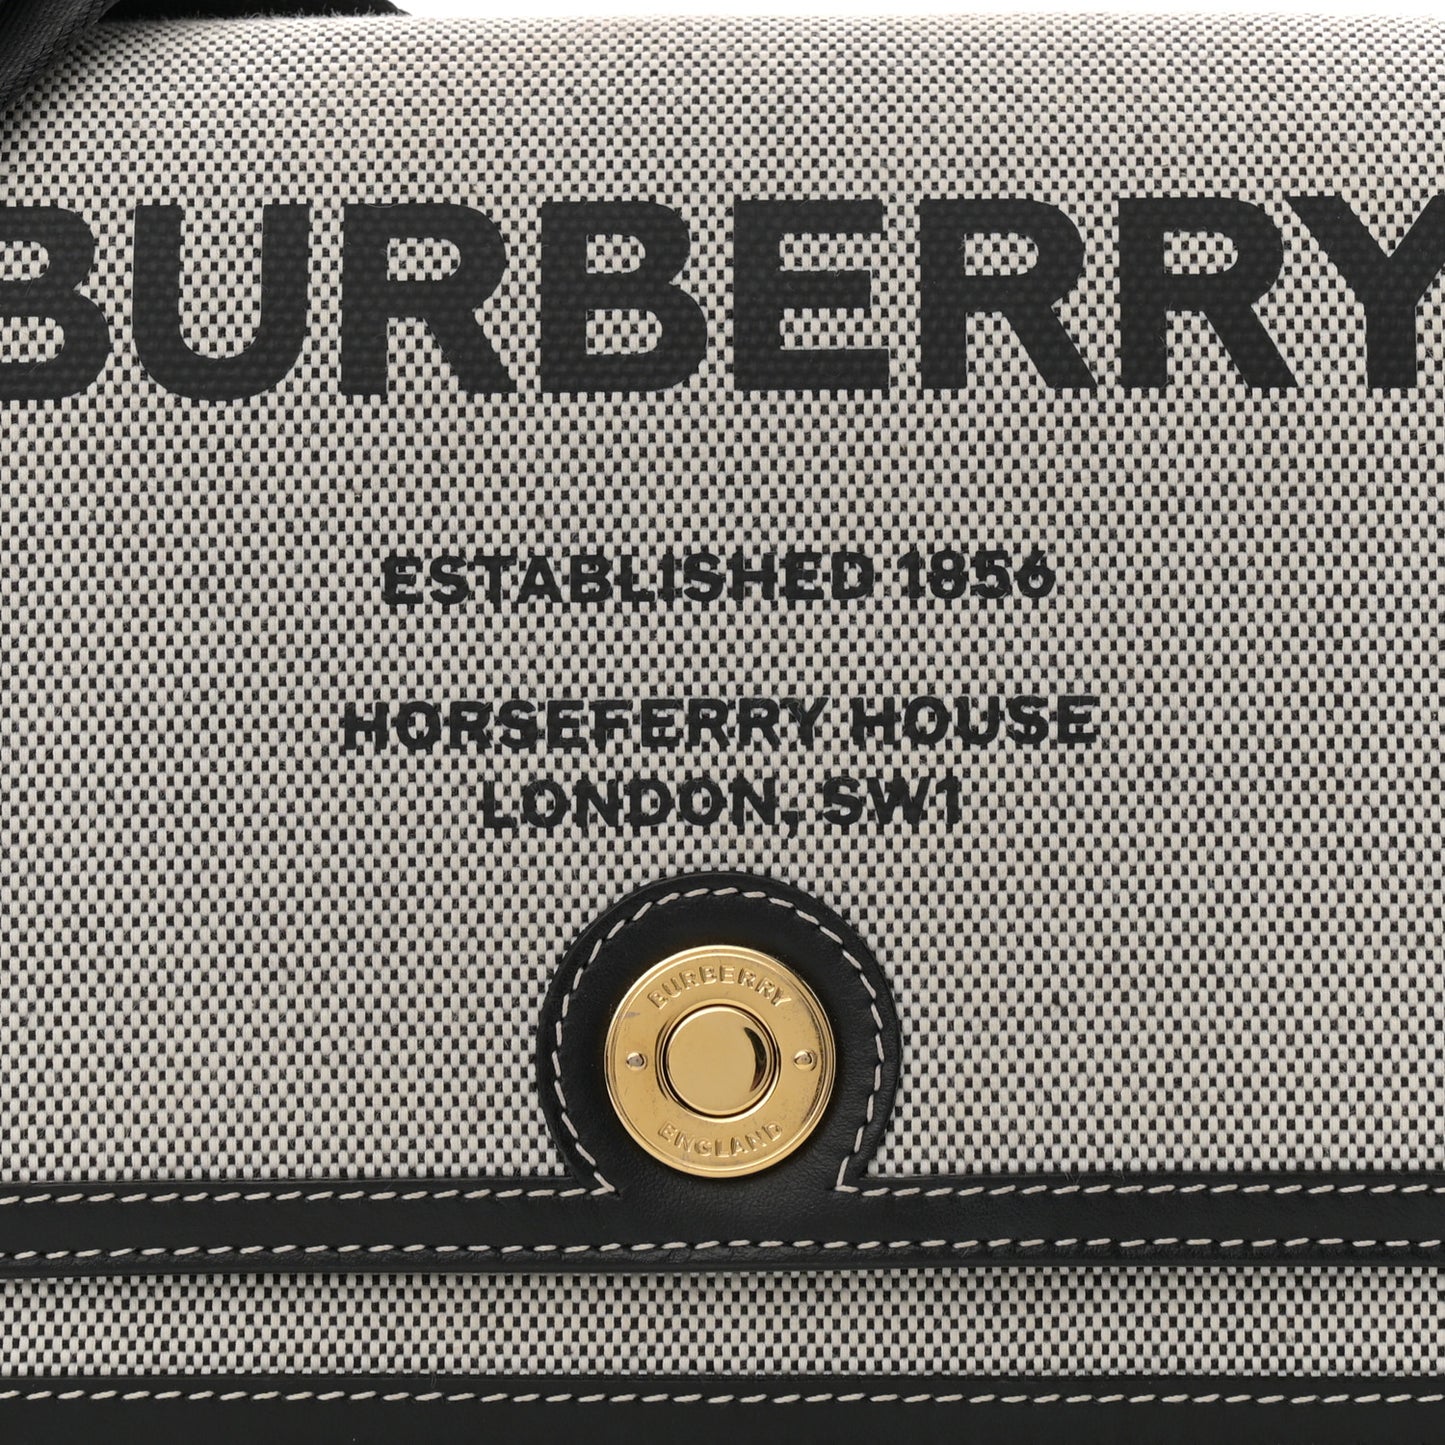 BURBERRY
ESTABLISHED 1856
HORSEFERRY HOUSE
LONDON, SW1
BURBERRY
ENGLAND